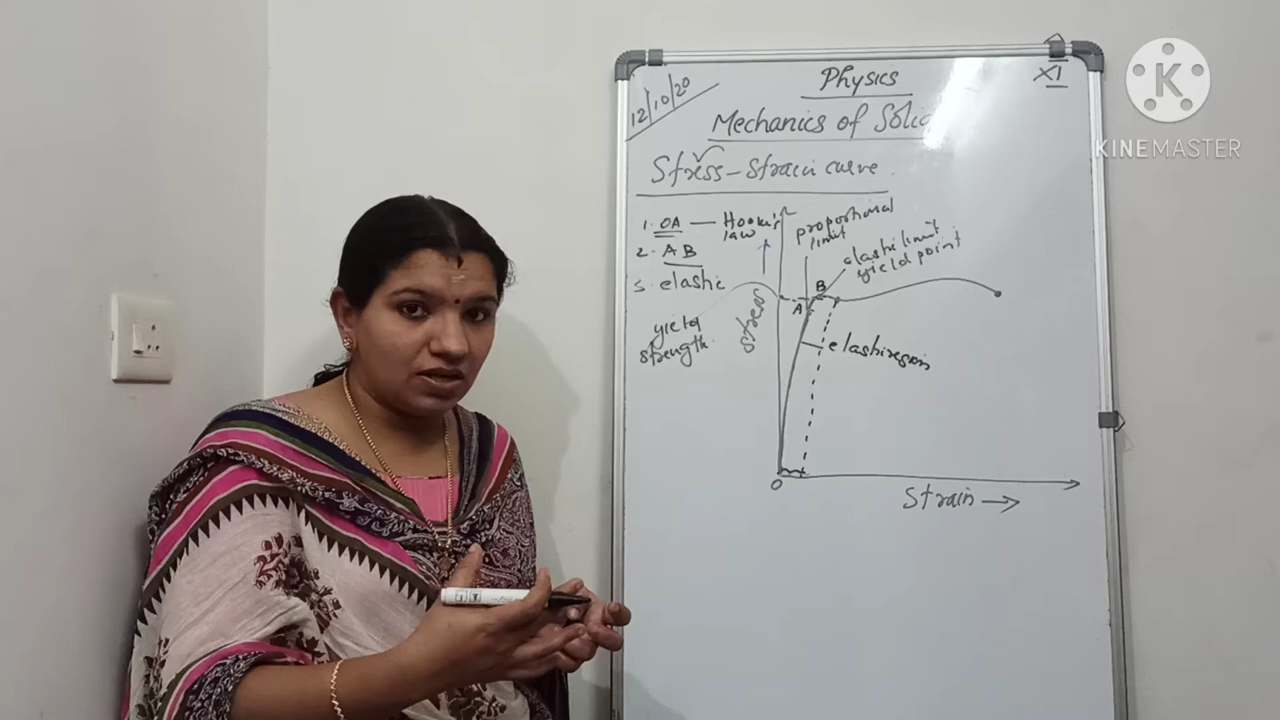 12/10/20
Physics
XI
Mechanics of Solid
Stress-Strain curve
1. OA — Hooke's
law
2. AB
3. elastic
yield
strength
stress
proportional
limit
elastic limit
yield point
A
B
elastic region
O
Strain
K
KINEMASTER